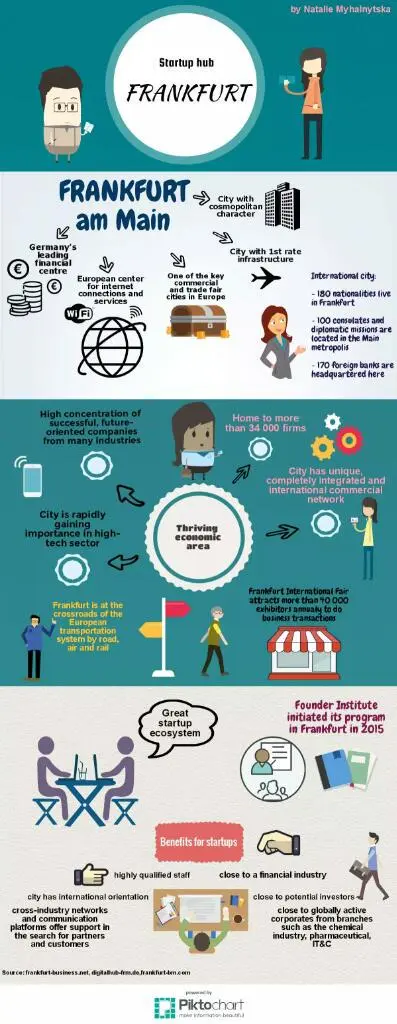 by Natalie Myhalnytska
Startup hub
FRANKFURT
FRANKFURT
am Main
City with
cosmopolitan
character
Germany's
leading
financial
centre
European center
for internet
connections and
services
Wi Fi
One of the key
commercial
and trade fair
cities in Europe
City with 1st rate
infrastructure
International city:
- 180 nationalities live
in Frankfurt
- 100 consolates and
diplomatic missions are
located in the Main
metropolis
- 170 foreign banks are
headquartered here
High concentration of
successful, future-
oriented companies
from many industries
Home to more
than 34 000 firms
City has unique,
completely integrated and
international commercial
network
City is rapidly
gaining
importance in high-
tech sector
Thriving
economic
area
Frankfurt is at the
crossroads of the
European
transportation
system by road,
air and rail
Frankfurt International Fair
attracts more than 40 000
exhibitors annualy to do
business transactions
Great
startup
ecosystem
Founder Institute
initiated its program
in Frankfurt in 2015
Benefits for startups
highly qualified staff
close to a financial industry
city has international orientation
close to potential investors
cross-industry networks
and communication
platforms offer support in
the search for partners
and customers
close to globally active
corporates from branches
such as the chemical
industry, pharmaceutical,
IT&C
Source: frankfurt-business.net, digitalhub-frm.de,frankfurt-bm.com
powered by
Piktochart
make information beautiful